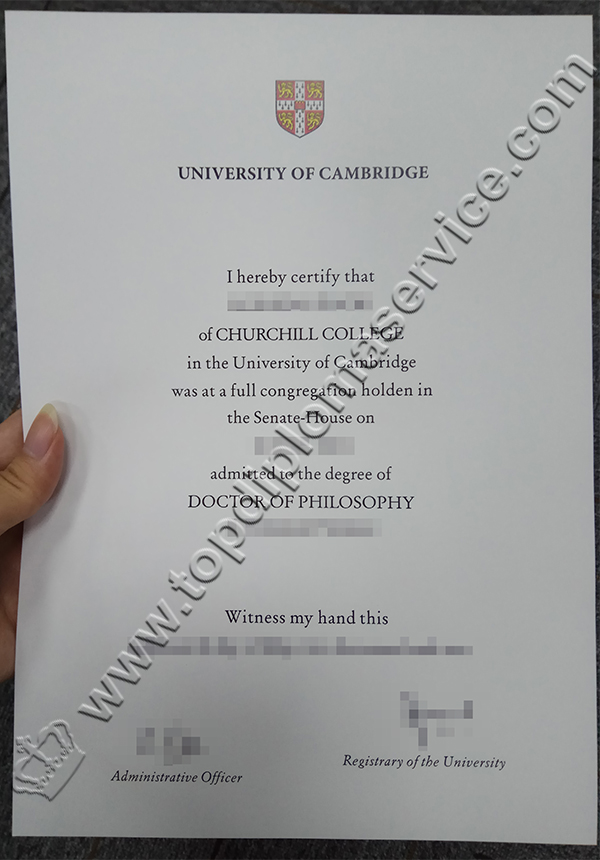 UNIVERSITY OF CAMBRIDGE
I hereby certify that
of CHURCHILL COLLEGE
in the University of Cambridge
was at a full congregation holden in
the Senate-House on
admitted to the degree of
DOCTOR OF PHILOSOPHY
Witness my hand this
Administrative Officer
Registrary of the University
www.topdiplomaservice.com